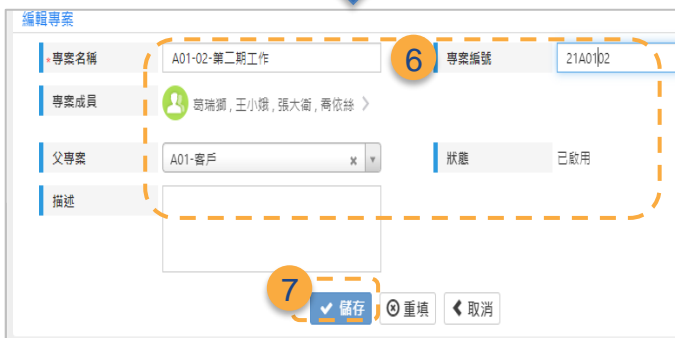 編輯專案
*專案名稱 A01-02-第二期工作 6 專案編號 21A0102
專案成員 葛瑞獅 , 王小娥 , 張大衛 , 喬依絲
父專案 A01-客戶 x 狀態 已啟用
描述
7 儲存 重填 取消